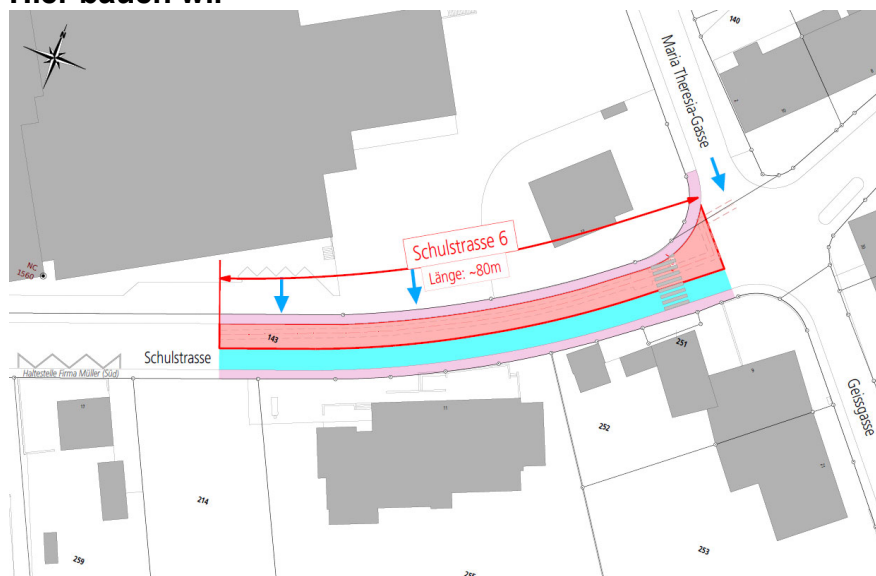 Hier bauen wir
N
140
Maria Theresia-Gasse
Schulstrasse 6
Länge: ~80m
NC
1560
143
Schulstrasse
Haltestelle Firma Müller (Süd)
251
Geissgasse
252
214
259
253